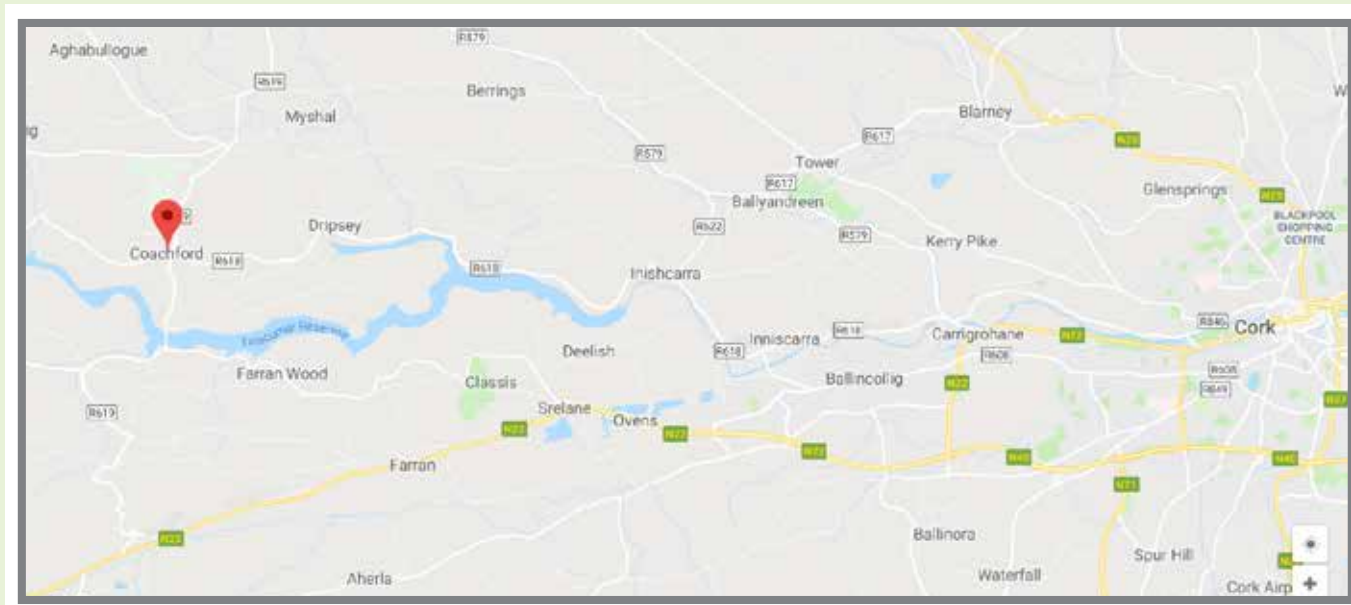 Aghabullogue
R579
R619
Berrings
Myshal
Blarney
R617
R579
Tower
R617
Glensprings
Ballyandreen
BLACKPOOL
SHOPPING
CENTRE
Dripsey
R622
R579
Kerry Pike
Coachford
R618
R618
Inishcarra
R618
Carrigrohane
R846
Cork
Inniscarra
R618
Deelish
R608
Farran Wood
Classis
Ballincollig
N22
R608
R849
R619
Srelane
Ovens
N22
N22
N22
N40
N40
Farran
N71
N22
Ballinora
Spur Hill
Aherla
Waterfall
Cork Airp